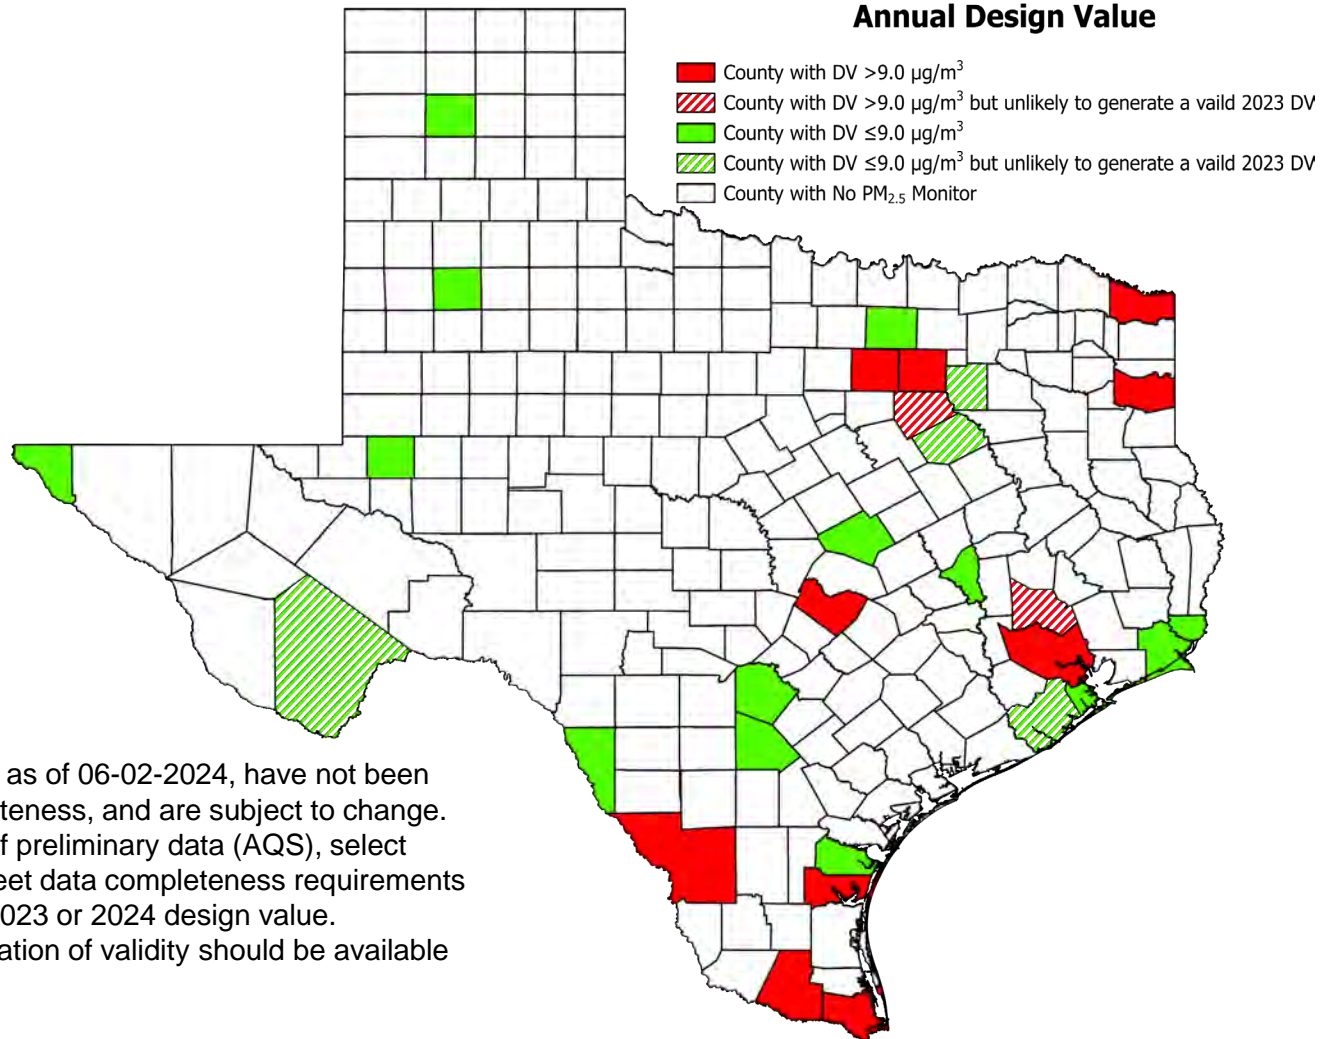 Annual Design Value
County with DV >9.0 µg/m³
County with DV >9.0 µg/m³ but unlikely to generate a vaild 2023 DV
County with DV ≤9.0 µg/m³
County with DV ≤9.0 µg/m³ but unlikely to generate a vaild 2023 DV
County with No PM₂.₅ Monitor
as of 06-02-2024, have not been
teness, and are subject to change.
f preliminary data (AQS), select
eet data completeness requirements
023 or 2024 design value.
ation of validity should be available